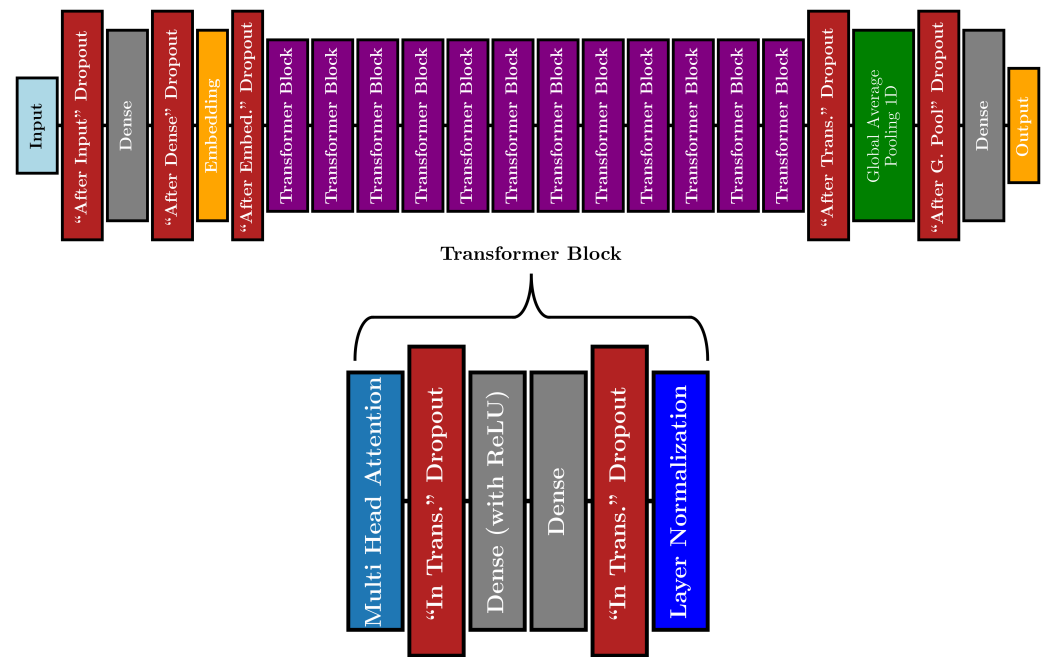 Input
“After Input” Dropout
Dense
“After Dense” Dropout
Embedding
“After Embed.” Dropout
Transformer Block
Transformer Block
Transformer Block
Transformer Block
Transformer Block
Transformer Block
Transformer Block
Transformer Block
Transformer Block
Transformer Block
Transformer Block
Transformer Block
“After Trans.” Dropout
Global Average
Pooling 1D
“After G. Pool” Dropout
Dense
Output
Transformer Block
Multi Head Attention
“In Trans.” Dropout
Dense (with ReLU)
Dense
“In Trans.” Dropout
Layer Normalization